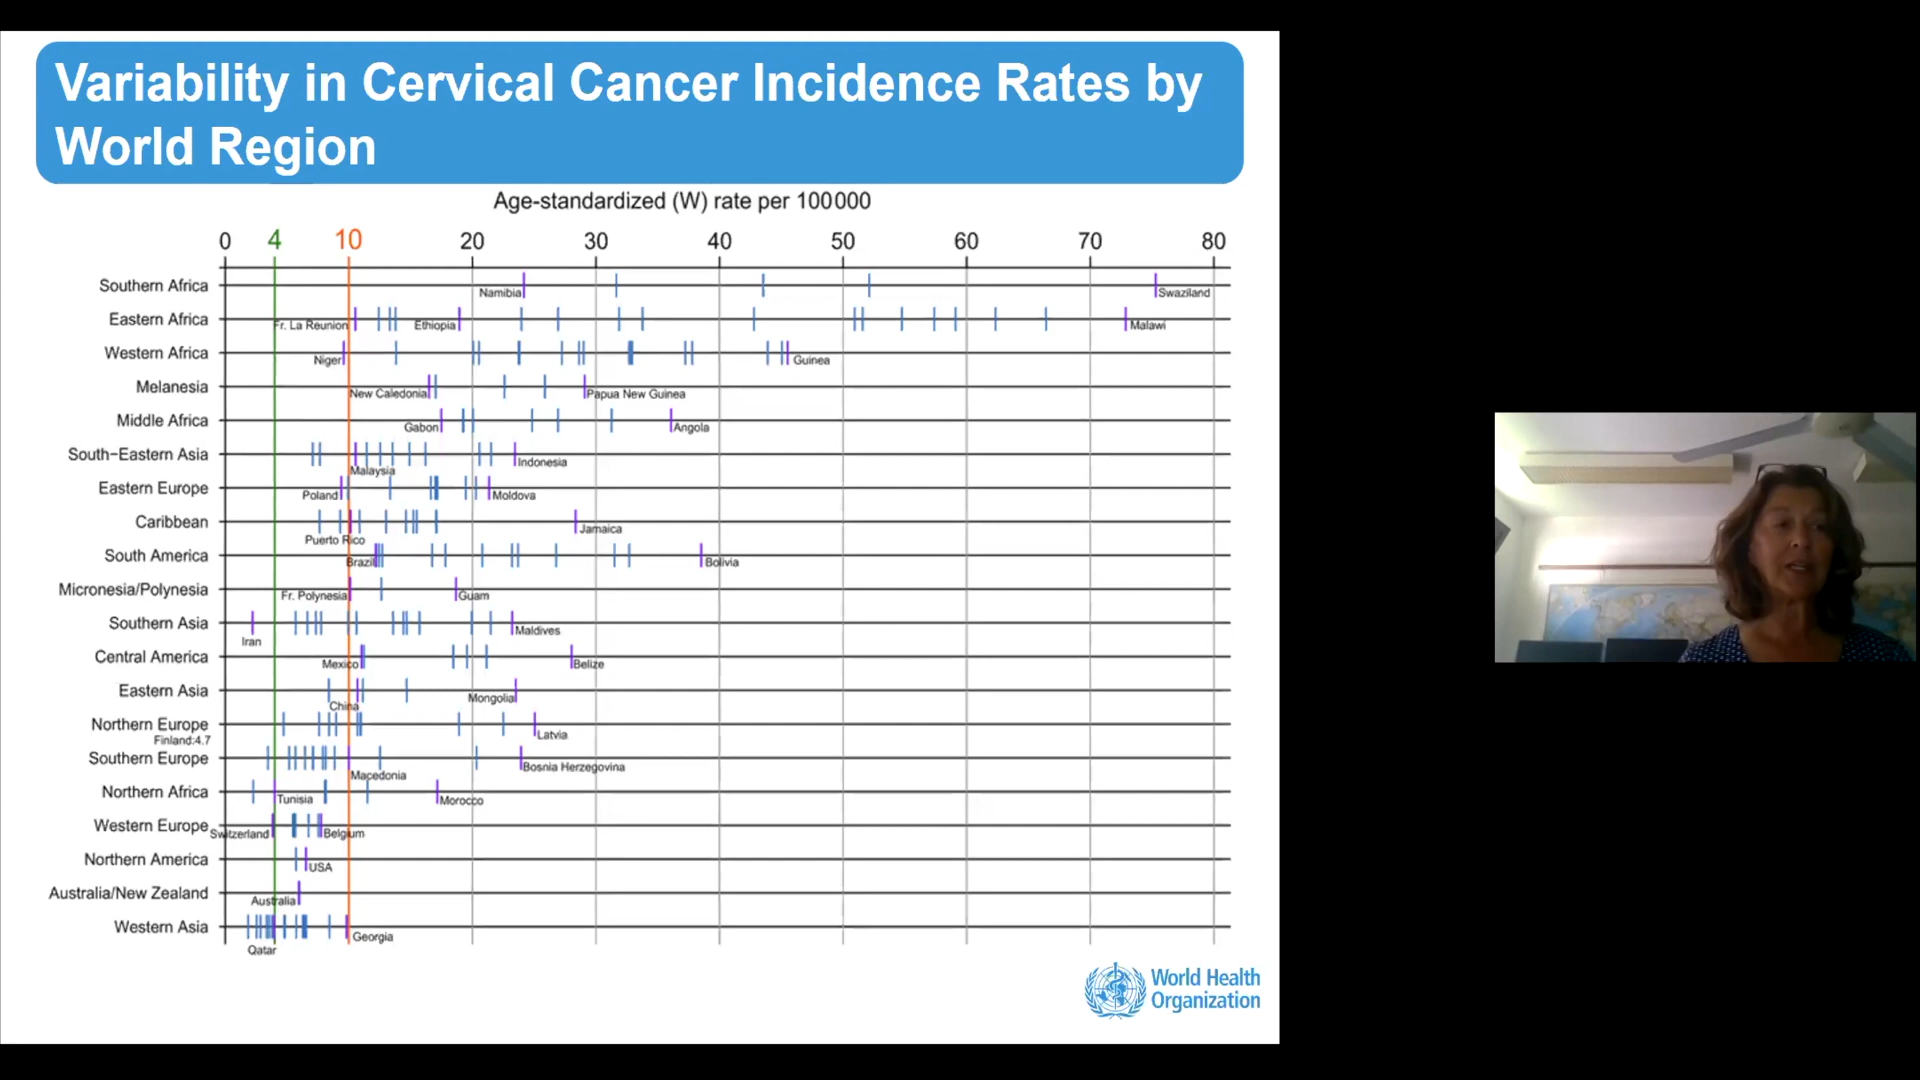 Variability in Cervical Cancer Incidence Rates by
World Region
Age-standardized (W) rate per 100000
0 4 10 20 30 40 50 60 70 80
Southern Africa
Namibia
Swaziland
Eastern Africa
Fr. La Reunion
Ethiopia
Malawi
Western Africa
Niger
Guinea
Melanesia
New Caledonia
Papua New Guinea
Middle Africa
Gabon
Angola
South-Eastern Asia
Malaysia
Indonesia
Eastern Europe
Poland
Moldova
Caribbean
Puerto Rico
Jamaica
South America
Brazil
Bolivia
Micronesia/Polynesia
Fr. Polynesia
Guam
Southern Asia
Iran
Maldives
Central America
Mexico
Belize
Eastern Asia
China
Mongolia
Northern Europe
Finland:4.7
Latvia
Southern Europe
Macedonia
Bosnia Herzegovina
Northern Africa
Tunisia
Morocco
Western Europe
Switzerland
Belgium
Northern America
USA
Australia/New Zealand
Australia
Western Asia
Qatar
Georgia
World Health
Organization